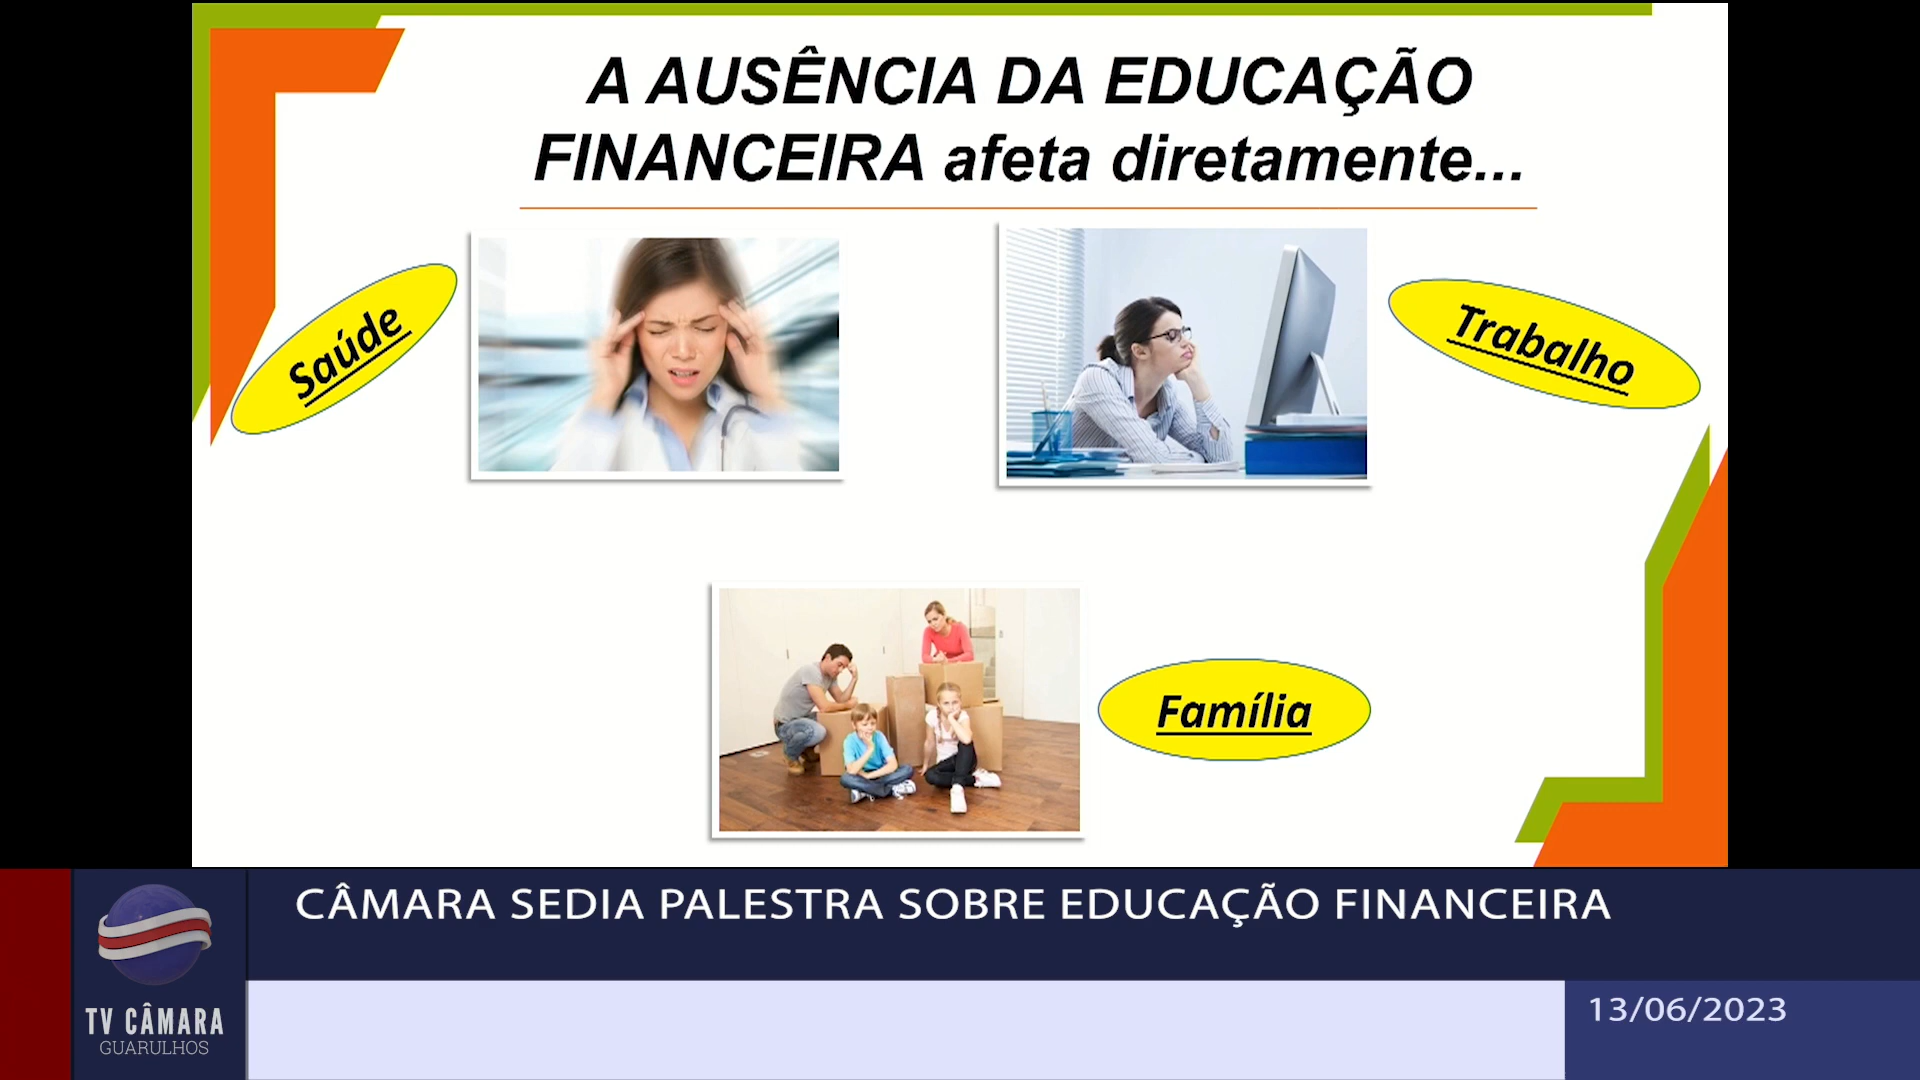 A AUSÊNCIA DA EDUCAÇÃO
FINANCEIRA afeta diretamente...
Saúde
Trabalho
Família
CÂMARA SEDIA PALESTRA SOBRE EDUCAÇÃO FINANCEIRA
TV CÂMARA
GUARULHOS
13/06/2023